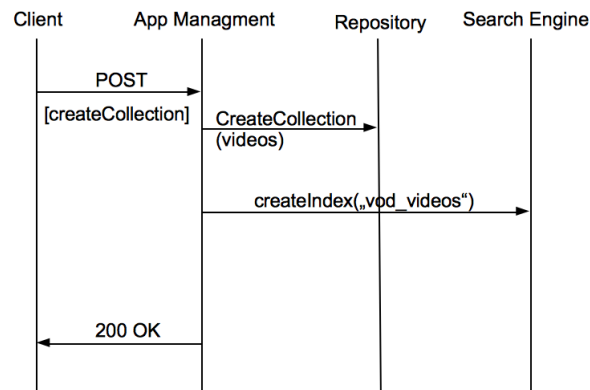 Client
App Managment
Repository
Search Engine
POST
[createCollection]
CreateCollection
(videos)
createIndex(„vod_videos“)
200 OK